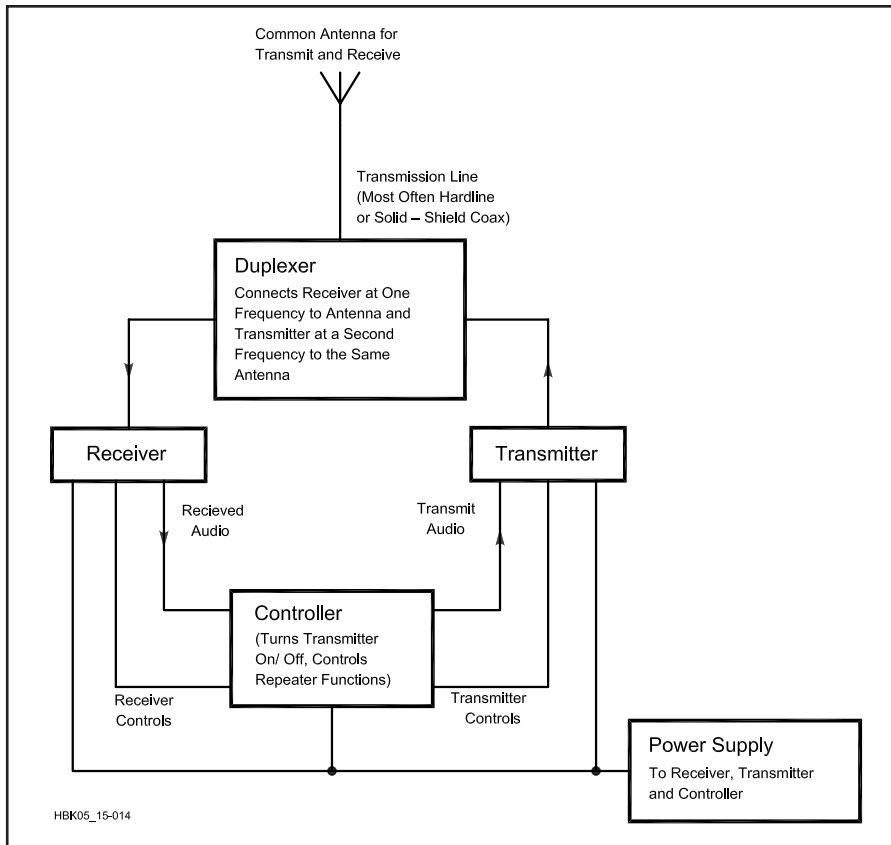 Common Antenna for
Transmit and Receive
Transmission Line
(Most Often Hardline
or Solid – Shield Coax)
Duplexer
Connects Receiver at One
Frequency to Antenna and
Transmitter at a Second
Frequency to the Same
Antenna
Receiver
Transmitter
Recieved
Audio
Transmit
Audio
Controller
(Turns Transmitter
On/ Off, Controls
Repeater Functions)
Receiver
Controls
Transmitter
Controls
Power Supply
To Receiver, Transmitter
and Controller
HBK05_15-014